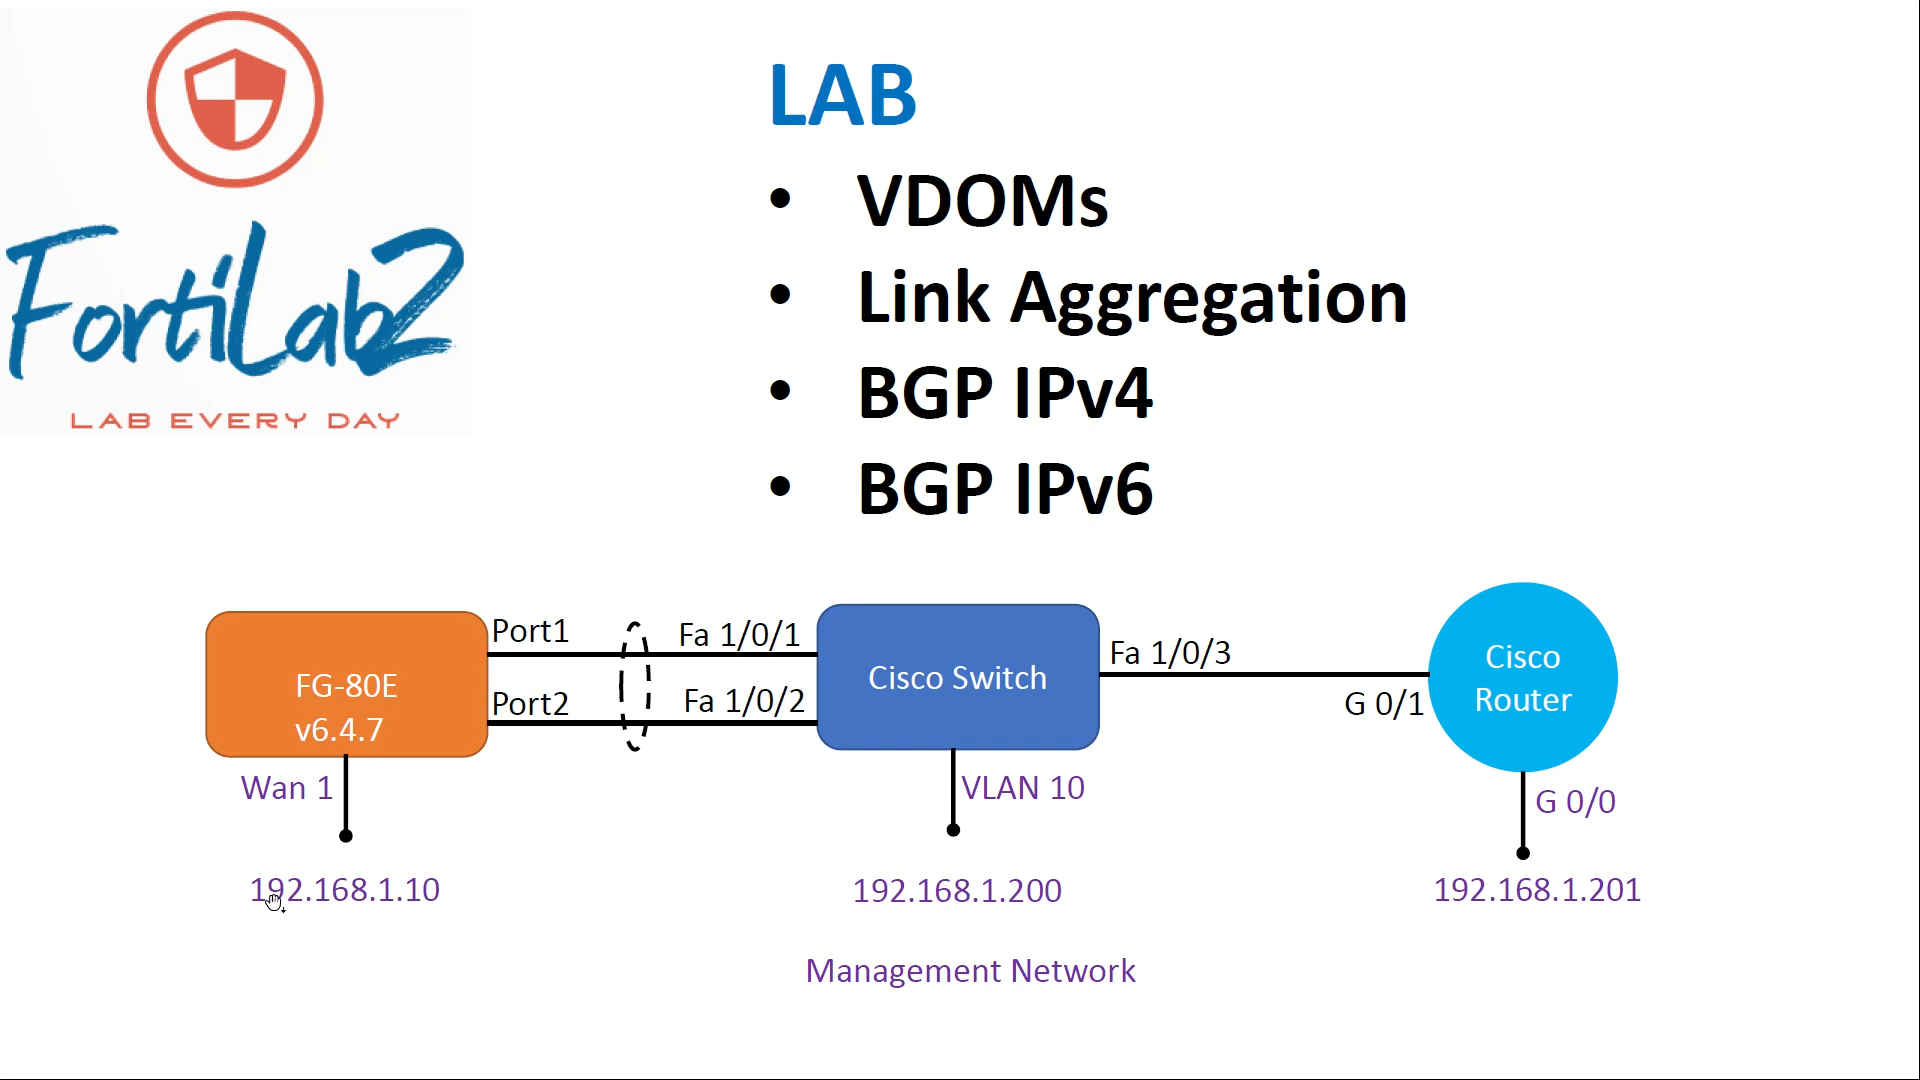 FortiLab2
LAB EVERY DAY
LAB
• VDOMs
• Link Aggregation
• BGP IPv4
• BGP IPv6
Port1
Fa 1/0/1
Fa 1/0/3
FG-80E
v6.4.7
Cisco Switch
Cisco
Router
Port2
Fa 1/0/2
G 0/1
Wan 1
VLAN 10
G 0/0
192.168.1.10
192.168.1.200
192.168.1.201
Management Network